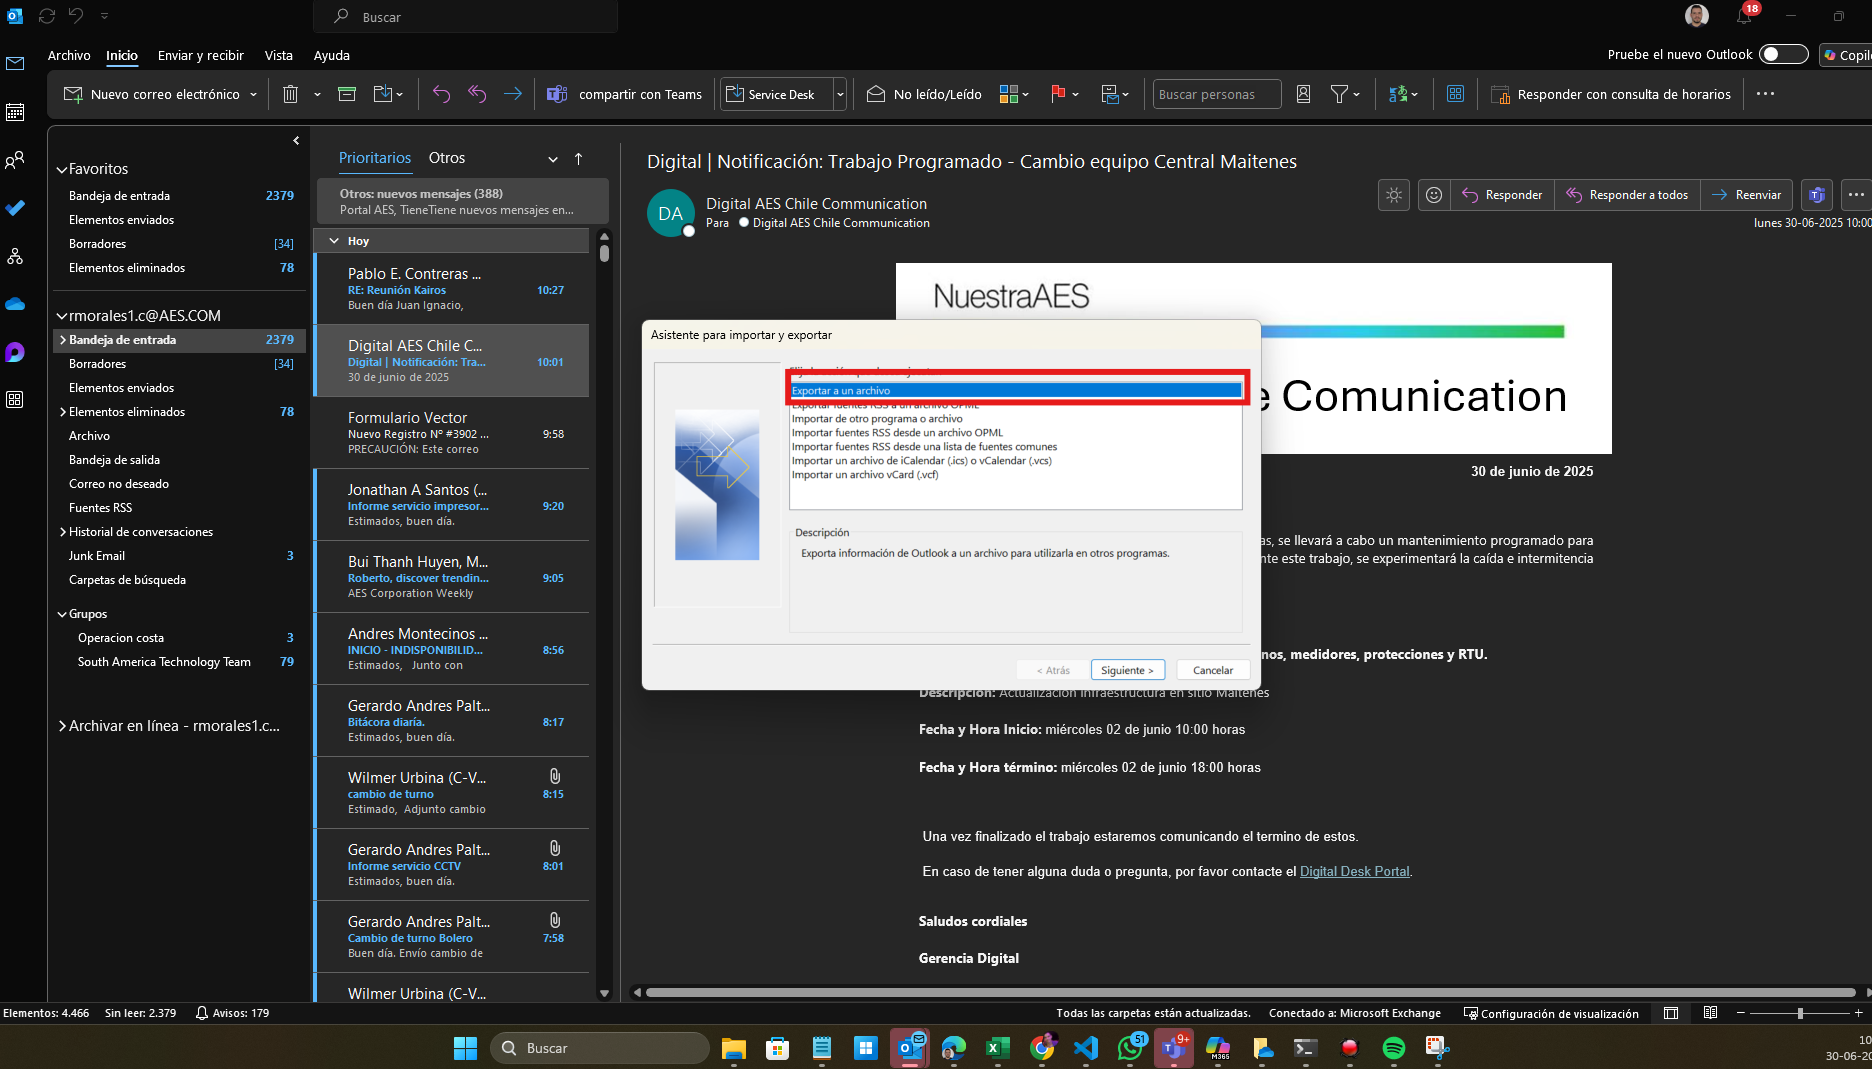 Buscar
18
Archivo
Inicio
Enviar y recibir
Vista
Ayuda
Pruebe el nuevo Outlook
Nuevo correo electrónico
compartir con Teams
Service Desk
No leído/Leído
Buscar personas
Responder con consulta de horarios
Favoritos
Bandeja de entrada 2379
Elementos enviados
Borradores [34]
Elementos eliminados 78
rmorales1.c@AES.COM
Bandeja de entrada 2379
Borradores [34]
Elementos enviados
Elementos eliminados 78
Archivo
Bandeja de salida
Correo no deseado
Fuentes RSS
Historial de conversaciones
Junk Email 3
Carpetas de búsqueda
Grupos
Operacion costa 3
South America Technology Team 79
Archivar en línea - rmorales1.c...
Prioritarios Otros
Otros: nuevos mensajes (388)
Portal AES, TieneTiene nuevos mensajes en...
Hoy
Pablo E. Contreras ...
RE: Reunión Kairos 10:27
Buen día Juan Ignacio,
Digital AES Chile C...
Digital | Notificación: Tra... 10:01
30 de junio de 2025
Formulario Vector
Nuevo Registro Nº #3902 ... 9:58
PRECAUCIÓN: Este correo
Jonathan A Santos (...
Informe servicio impresor... 9:20
Estimados, buen día.
Bui Thanh Huyen, M...
Roberto, discover trendin... 9:05
AES Corporation Weekly
Andres Montecinos ...
INICIO - INDISPONIBILID... 8:56
Estimados, Junto con
Gerardo Andres Palt...
Bitácora diaría. 8:17
Estimados, buen día.
Wilmer Urbina (C-V...
cambio de turno 8:15
Estimado, Adjunto cambio
Gerardo Andres Palt...
Informe servicio CCTV 8:01
Estimados, buen día.
Gerardo Andres Palt...
Cambio de turno Bolero 7:58
Buen día. Envío cambio de
Wilmer Urbina (C-V...
Digital | Notificación: Trabajo Programado - Cambio equipo Central Maitenes
DA
Digital AES Chile Communication
Para Digital AES Chile Communication
Responder
Responder a todos
Reenviar
lunes 30-06-2025 10:00
NuestraAES
e Comunication
30 de junio de 2025
as, se llevará a cabo un mantenimiento programado para
nte este trabajo, se experimentará la caída e intermitencia
nos, medidores, protecciones y RTU.
Descripción: Actualización infraestructura en sitio Maitenes
Fecha y Hora Inicio: miércoles 02 de junio 10:00 horas
Fecha y Hora término: miércoles 02 de junio 18:00 horas
Una vez finalizado el trabajo estaremos comunicando el termino de estos.
En caso de tener alguna duda o pregunta, por favor contacte el Digital Desk Portal.
Saludos cordiales
Gerencia Digital
Asistente para importar y exportar
Exportar a un archivo
Exportar fuentes RSS a un archivo OPML
Importar de otro programa o archivo
Importar fuentes RSS desde un archivo OPML
Importar fuentes RSS desde una lista de fuentes comunes
Importar un archivo de iCalendar (.ics) o vCalendar (.vcs)
Importar un archivo vCard (.vcf)
Descripción
Exporta información de Outlook a un archivo para utilizarla en otros programas.
< Atrás
Siguiente >
Cancelar
Elementos: 4.466
Sin leer: 2.379
Avisos: 179
Todas las carpetas están actualizadas.
Conectado a: Microsoft Exchange
Configuración de visualización
Buscar
51
9+
M365
10